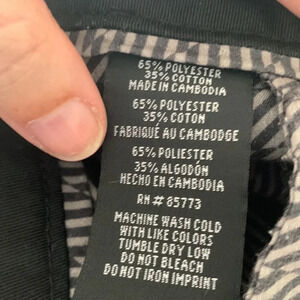 65% POLYESTER
35% COTTON
MADE IN CAMBODIA
65% POLYESTER
35% COTON
FABRIQUÉ AU CAMBODGE
65% POLIESTER
35% ALGODÓN
HECHO EN CAMBODIA
RN # 85773
MACHINE WASH COLD
WITH LIKE COLORS
TUMBLE DRY LOW
DO NOT BLEACH
DO NOT IRON IMPRINT